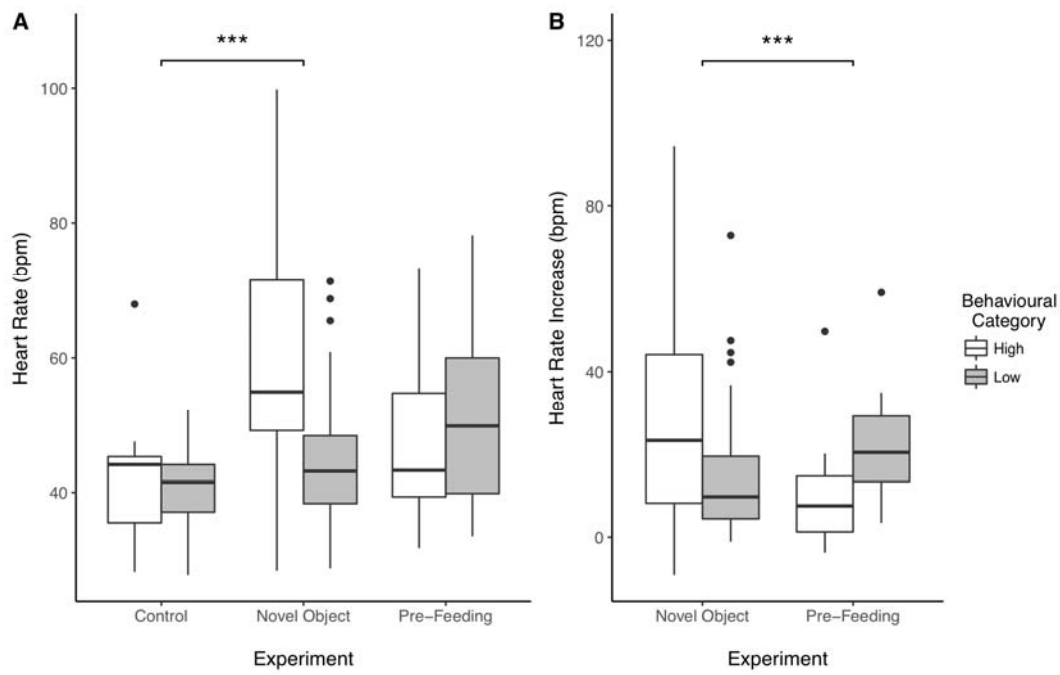 A
***
100
80
60
40
Heart Rate (bpm)
Control
Novel Object
Pre-Feeding
Experiment
B
***
120
80
40
0
Heart Rate Increase (bpm)
Novel Object
Pre-Feeding
Experiment
Behavioural
Category
High
Low